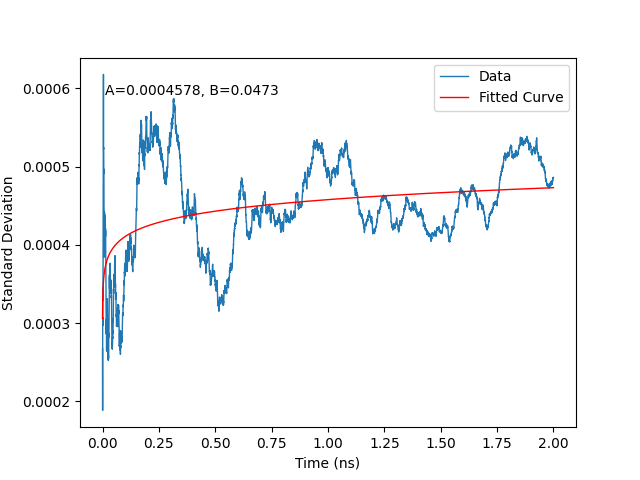 0.0006
0.0005
0.0004
0.0003
0.0002
Standard Deviation
A=0.0004578, B=0.0473
Data
Fitted Curve
0.00 0.25 0.50 0.75 1.00 1.25 1.50 1.75 2.00
Time (ns)